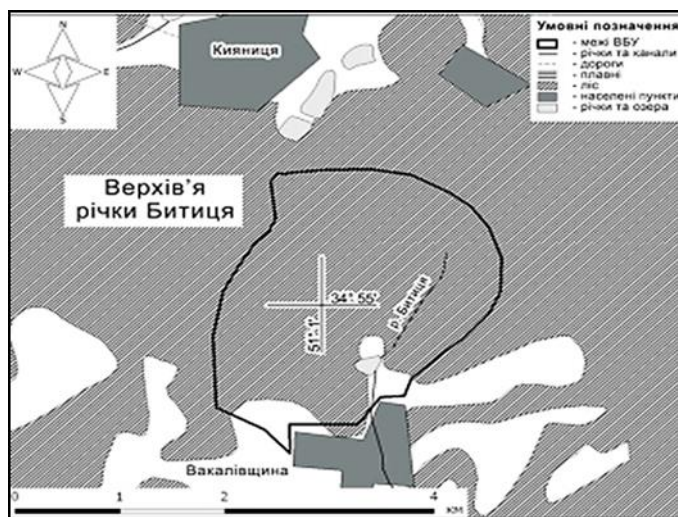 N
W E
S
Кияниця
Умовні позначення
- межі ВБУ
- річки та канали
- дороги
- плавні
- ліс
- населені пункти
- річки та озера
Верхів'я
річки Битиця
34° 55'
51° 1'
р. Битиця
Вакалівщина
0 1 2 4
км